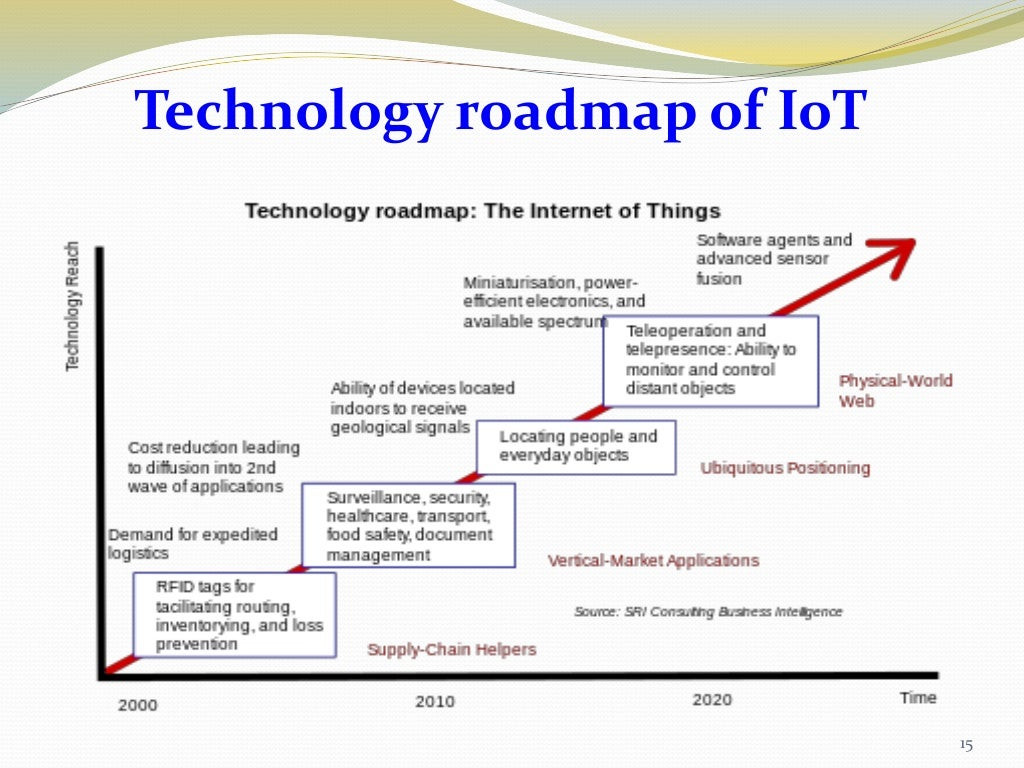 Technology roadmap of IoT
Technology roadmap: The Internet of Things
Technology Reach
Software agents and
advanced sensor
fusion
Miniaturisation, power-
efficient electronics, and
available spectrum
Teleoperation and
telepresence: Ability to
monitor and control
distant objects
Physical-World
Web
Ability of devices located
indoors to receive
geological signals
Locating people and
everyday objects
Ubiquitous Positioning
Cost reduction leading
to diffusion into 2nd
wave of applications
Surveillance, security,
healthcare, transport,
food safety, document
management
Vertical-Market Applications
Demand for expedited
logistics
RFID tags for
tacilitating routing,
inventorying, and loss
prevention
Supply-Chain Helpers
Source: SRI Consulting Business Intelligence
2000
2010
2020
Time
15